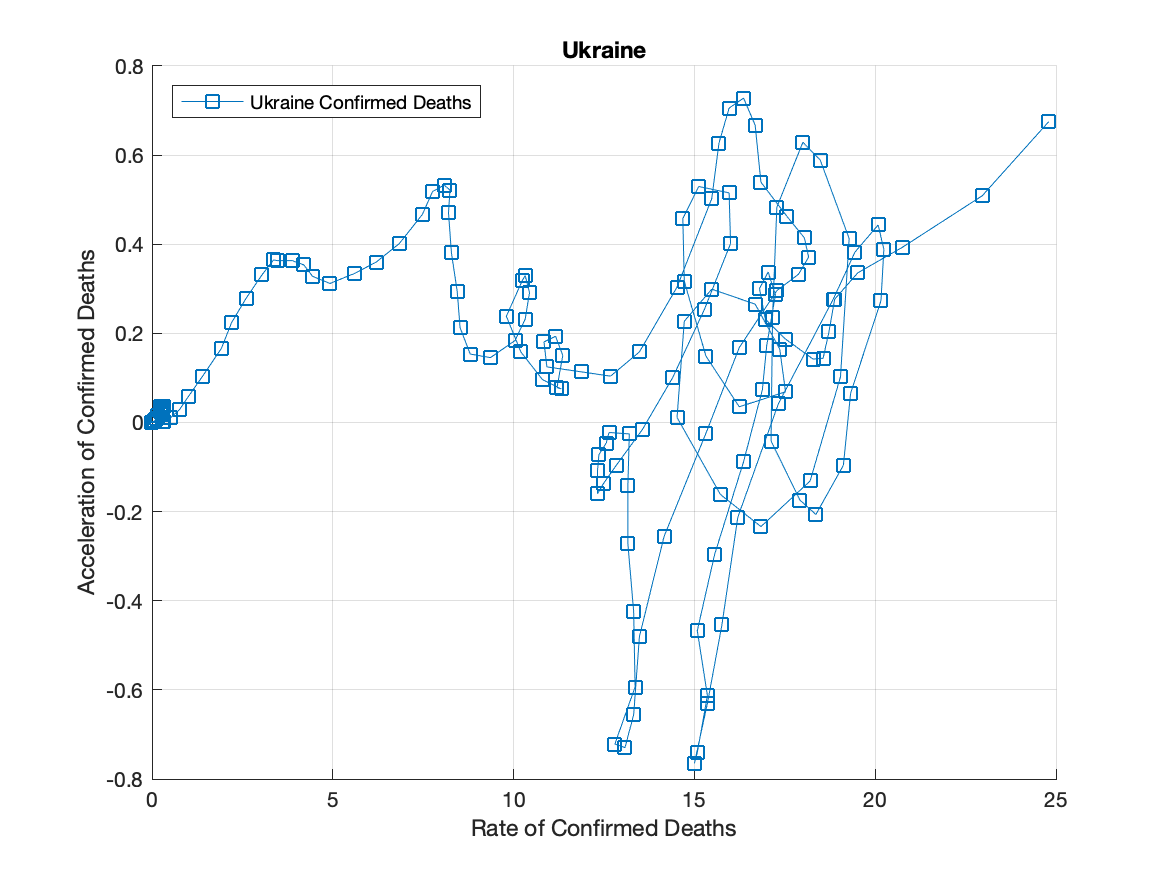 Ukraine
0.8
Ukraine Confirmed Deaths
0.6
0.4
0.2
0
-0.2
-0.4
-0.6
-0.8
Acceleration of Confirmed Deaths
0 5 10 15 20 25
Rate of Confirmed Deaths